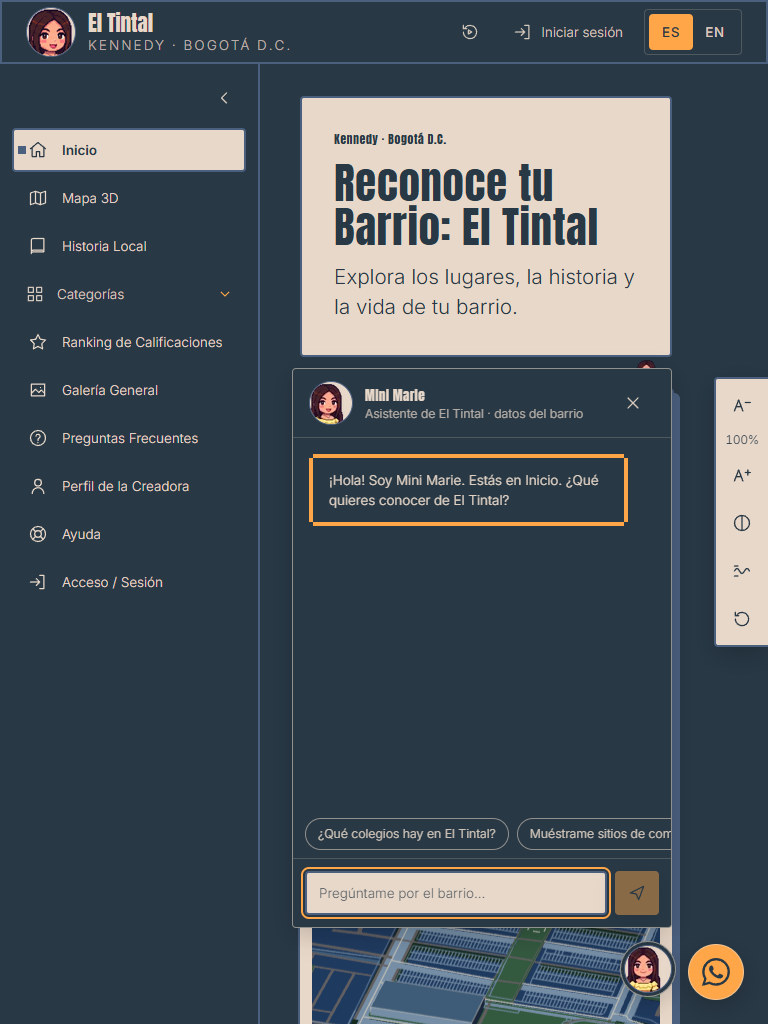 El Tintal
KENNEDY · BOGOTÁ D.C.
Iniciar sesión
ES
EN
Inicio
Mapa 3D
Historia Local
Categorías
Ranking de Calificaciones
Galería General
Preguntas Frecuentes
Perfil de la Creadora
Ayuda
Acceso / Sesión
Kennedy · Bogotá D.C.
Reconoce tu
Barrio: El Tintal
Explora los lugares, la historia y
la vida de tu barrio.
Mini Marie
Asistente de El Tintal · datos del barrio
¡Hola! Soy Mini Marie. Estás en Inicio. ¿Qué
quieres conocer de El Tintal?
¿Qué colegios hay en El Tintal?
Muéstrame sitios de com
Pregúntame por el barrio...
A−
100%
A+